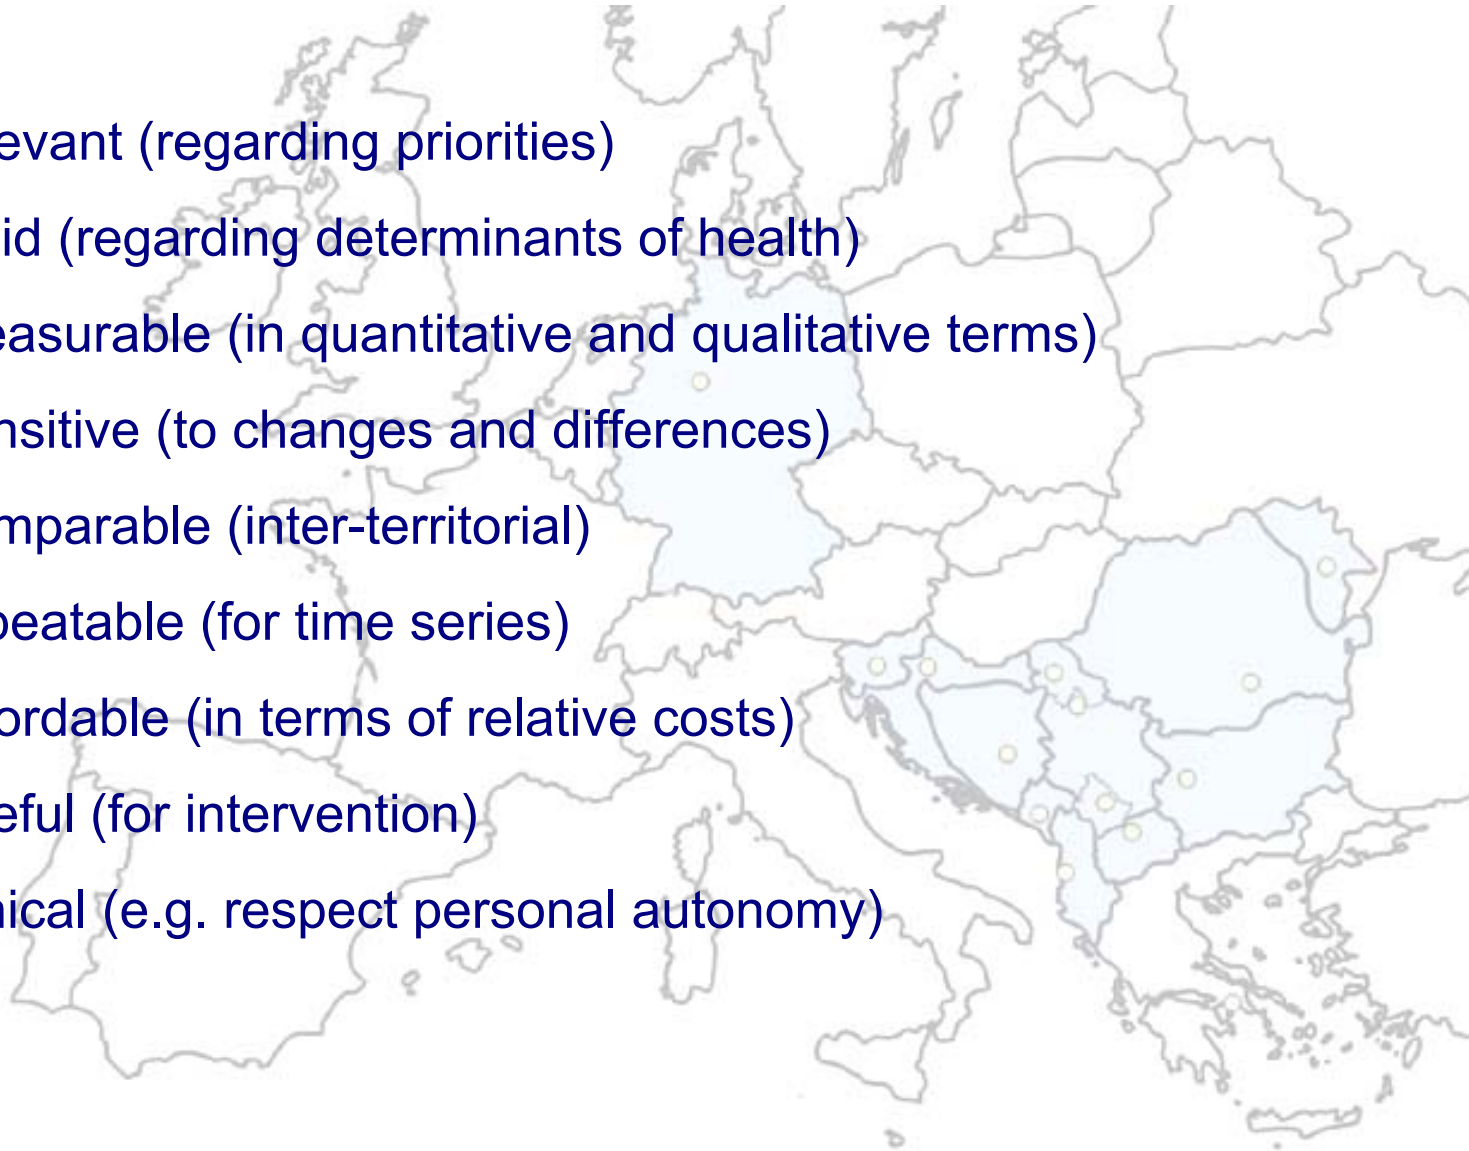 evant (regarding priorities)
id (regarding determinants of health)
easurable (in quantitative and qualitative terms)
nsitive (to changes and differences)
mparable (inter-territorial)
peatable (for time series)
ordable (in terms of relative costs)
eful (for intervention)
ical (e.g. respect personal autonomy)